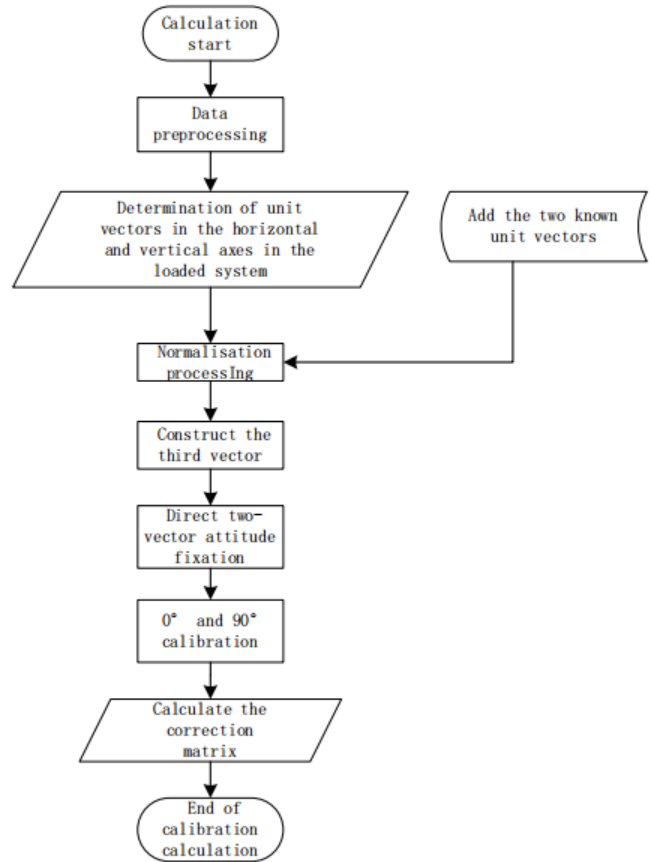 Calculation
start
Data
preprocessing
Determination of unit
vectors in the horizontal
and vertical axes in the
loaded system
Add the two known
unit vectors
Normalisation
processIng
Construct the
third vector
Direct two-
vector attitude
fixation
0° and 90°
calibration
Calculate the
correction
matrix
End of
calibration
calculation